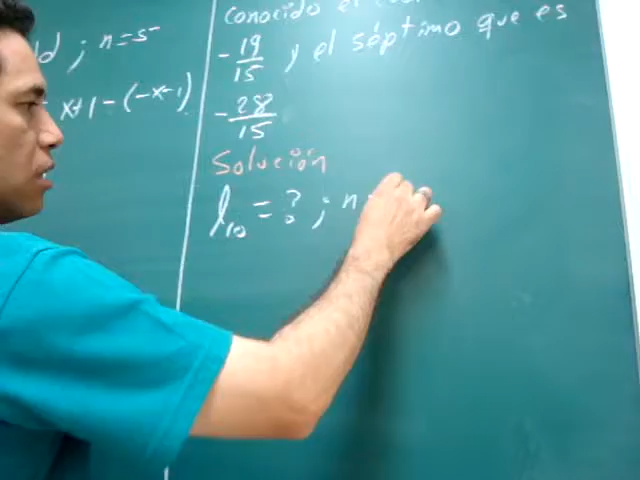 d ; n=5
x+1-(-x-1)
Conocido el
-19/15 y el séptimo que es
-28/15
Solución
l10 = ? ; n